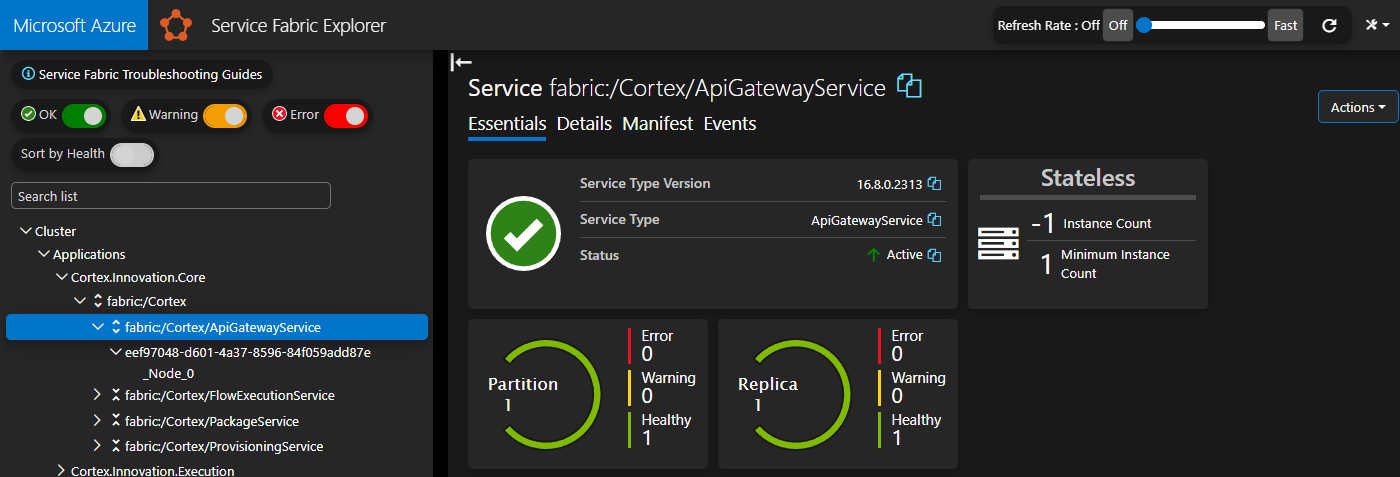 Microsoft Azure
Service Fabric Explorer
Refresh Rate : Off Off Fast
Service Fabric Troubleshooting Guides
OK Warning Error
Sort by Health
Search list
Cluster
Applications
Cortex.Innovation.Core
fabric:/Cortex
fabric:/Cortex/ApiGatewayService
eef97048-d601-4a37-8596-84f059add87e
_Node_0
fabric:/Cortex/FlowExecutionService
fabric:/Cortex/PackageService
fabric:/Cortex/ProvisioningService
Cortex.Innovation.Execution
Service fabric:/Cortex/ApiGatewayService
Actions
Essentials Details Manifest Events
Service Type Version 16.8.0.2313
Service Type ApiGatewayService
Status Active
Stateless
-1 Instance Count
1 Minimum Instance
Count
Partition
1
Error
0
Warning
0
Healthy
1
Replica
1
Error
0
Warning
0
Healthy
1